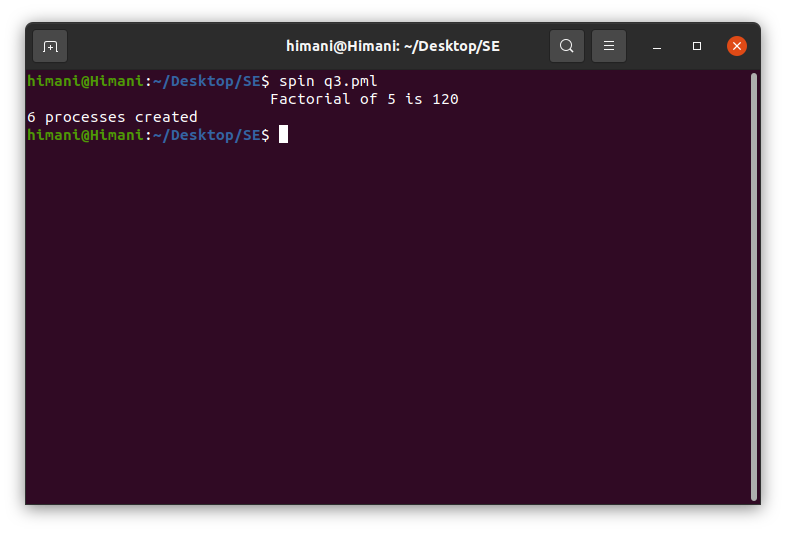 himani@Himani: ~/Desktop/SE
himani@Himani:~/Desktop/SE$ spin q3.pml
Factorial of 5 is 120
6 processes created
himani@Himani:~/Desktop/SE$